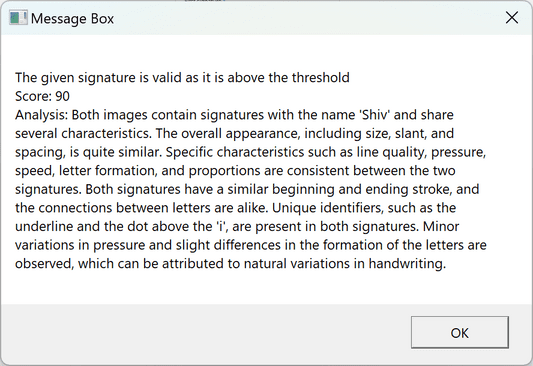 Message Box
The given signature is valid as it is above the threshold
Score: 90
Analysis: Both images contain signatures with the name 'Shiv' and share
several characteristics. The overall appearance, including size, slant, and
spacing, is quite similar. Specific characteristics such as line quality, pressure,
speed, letter formation, and proportions are consistent between the two
signatures. Both signatures have a similar beginning and ending stroke, and
the connections between letters are alike. Unique identifiers, such as the
underline and the dot above the 'i', are present in both signatures. Minor
variations in pressure and slight differences in the formation of the letters are
observed, which can be attributed to natural variations in handwriting.
OK